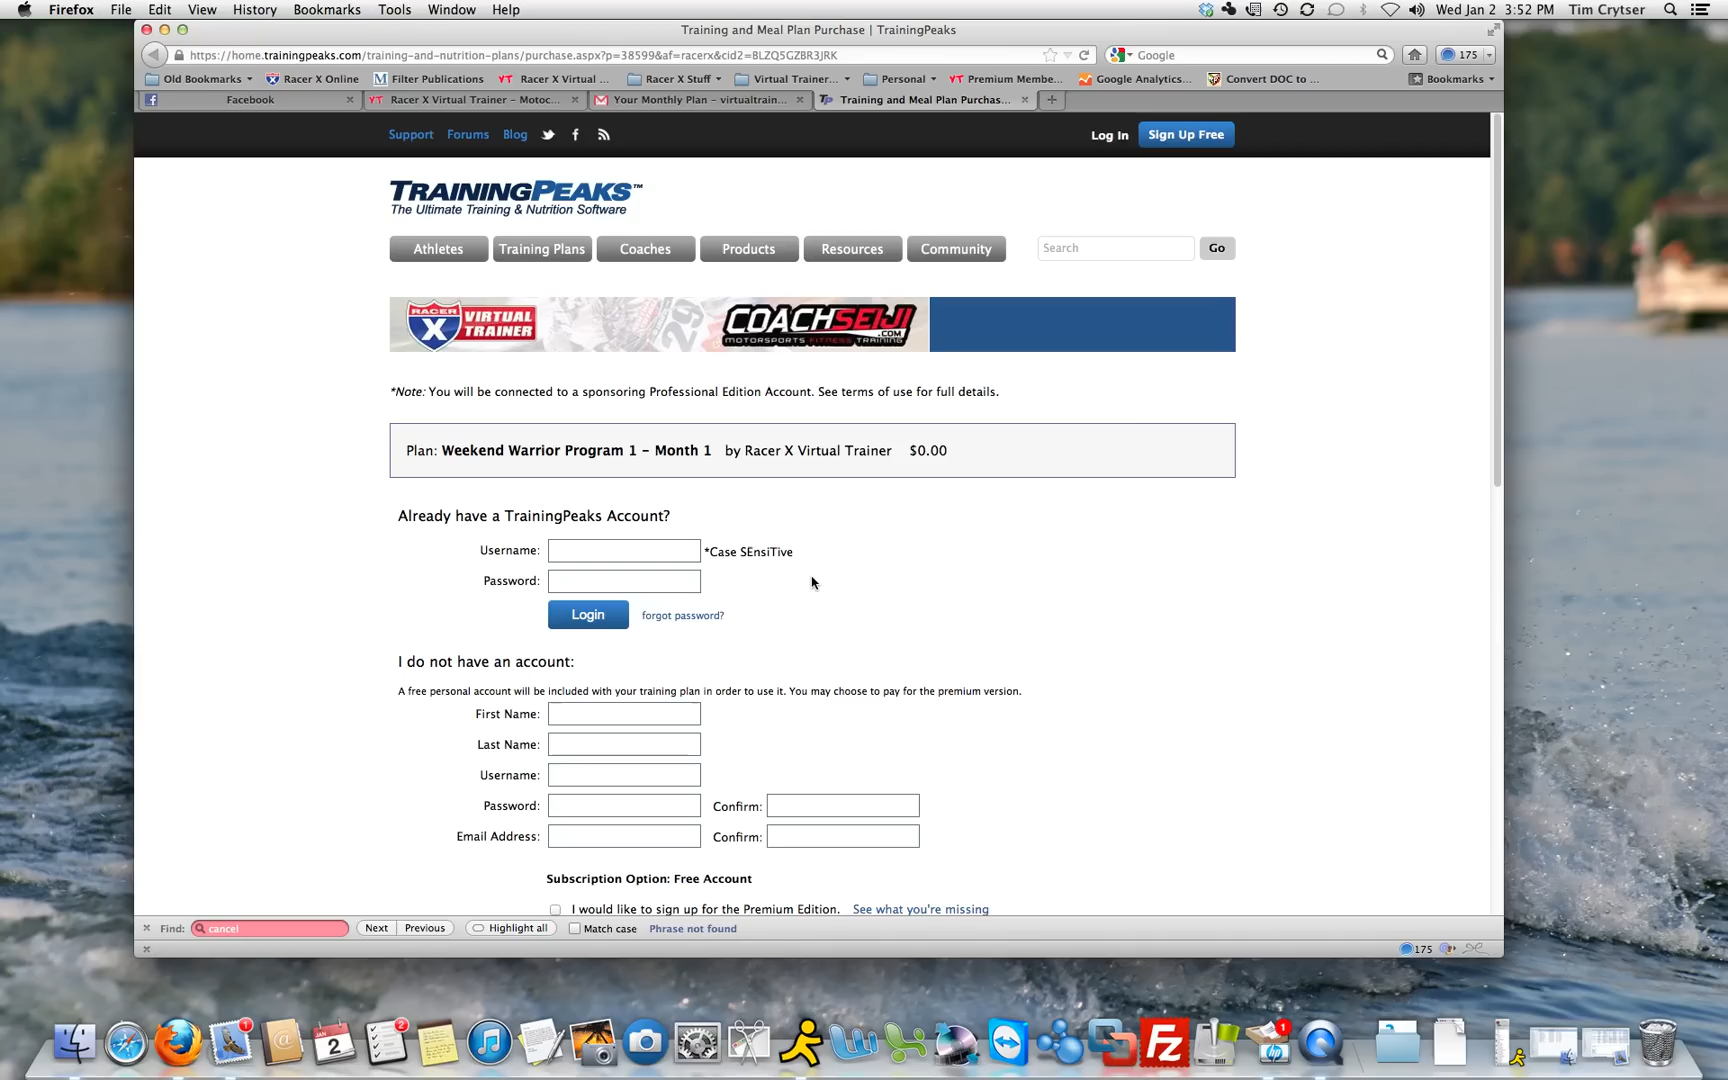 Firefox File Edit View History Bookmarks Tools Window Help
Wed Jan 2 3:52 PM Tim Crytser
Training and Meal Plan Purchase | TrainingPeaks
https://home.trainingpeaks.com/training-and-nutrition-plans/purchase.aspx?p=38599&af=racerx&cid2=BLZQ5GZBR3JRK
Google
175
Old Bookmarks Racer X Online Filter Publications Racer X Virtual ... Racer X Stuff Virtual Trainer... Personal Premium Membe... Google Analytics... Convert DOC to ... Bookmarks
Facebook Racer X Virtual Trainer - Motoc... Your Monthly Plan - virtualtrain... Training and Meal Plan Purchas...
Support Forums Blog
Log In Sign Up Free
TRAININGPEAKS™
The Ultimate Training & Nutrition Software
Athletes Training Plans Coaches Products Resources Community Search Go
RACER X VIRTUAL TRAINER
29
COACHSEIJI.COM
MOTORSPORTS FITNESS TRAINING
*Note: You will be connected to a sponsoring Professional Edition Account. See terms of use for full details.
Plan: Weekend Warrior Program 1 - Month 1 by Racer X Virtual Trainer $0.00
Already have a TrainingPeaks Account?
Username: *Case SEnsiTive
Password:
Login forgot password?
I do not have an account:
A free personal account will be included with your training plan in order to use it. You may choose to pay for the premium version.
First Name:
Last Name:
Username:
Password: Confirm:
Email Address: Confirm:
Subscription Option: Free Account
I would like to sign up for the Premium Edition. See what you're missing
Find: cancel Next Previous Highlight all Match case Phrase not found
175
1
JAN
2
2
1
Fz
hp